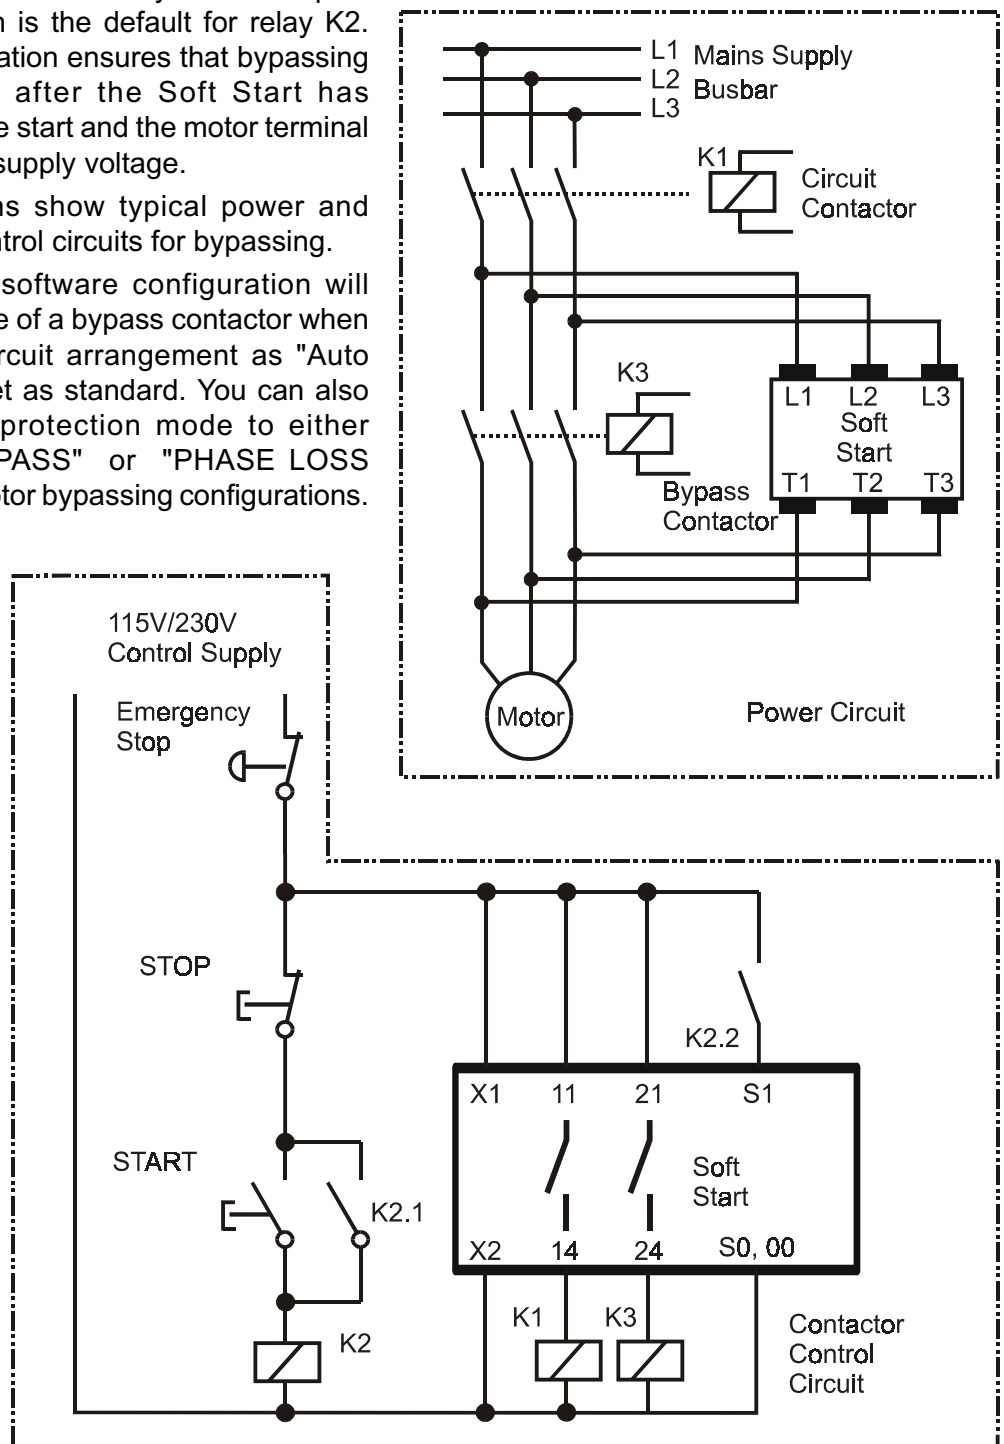 n is the default for relay K2.
ation ensures that bypassing
after the Soft Start has
e start and the motor terminal
supply voltage.
ns show typical power and
ntrol circuits for bypassing.
software configuration will
e of a bypass contactor when
rcuit arrangement as "Auto
et as standard. You can also
protection mode to either
PASS" or "PHASE LOSS
otor bypassing configurations.
L1 Mains Supply
L2 Busbar
L3
K1
Circuit
Contactor
K3
Bypass
Contactor
L1 L2 L3
Soft
Start
T1 T2 T3
Motor
Power Circuit
115V/230V
Control Supply
Emergency
Stop
STOP
START
K2.1
K2
K2.2
X1 11 21 S1
Soft
Start
X2 14 24 S0, 00
K1 K3
Contactor
Control
Circuit